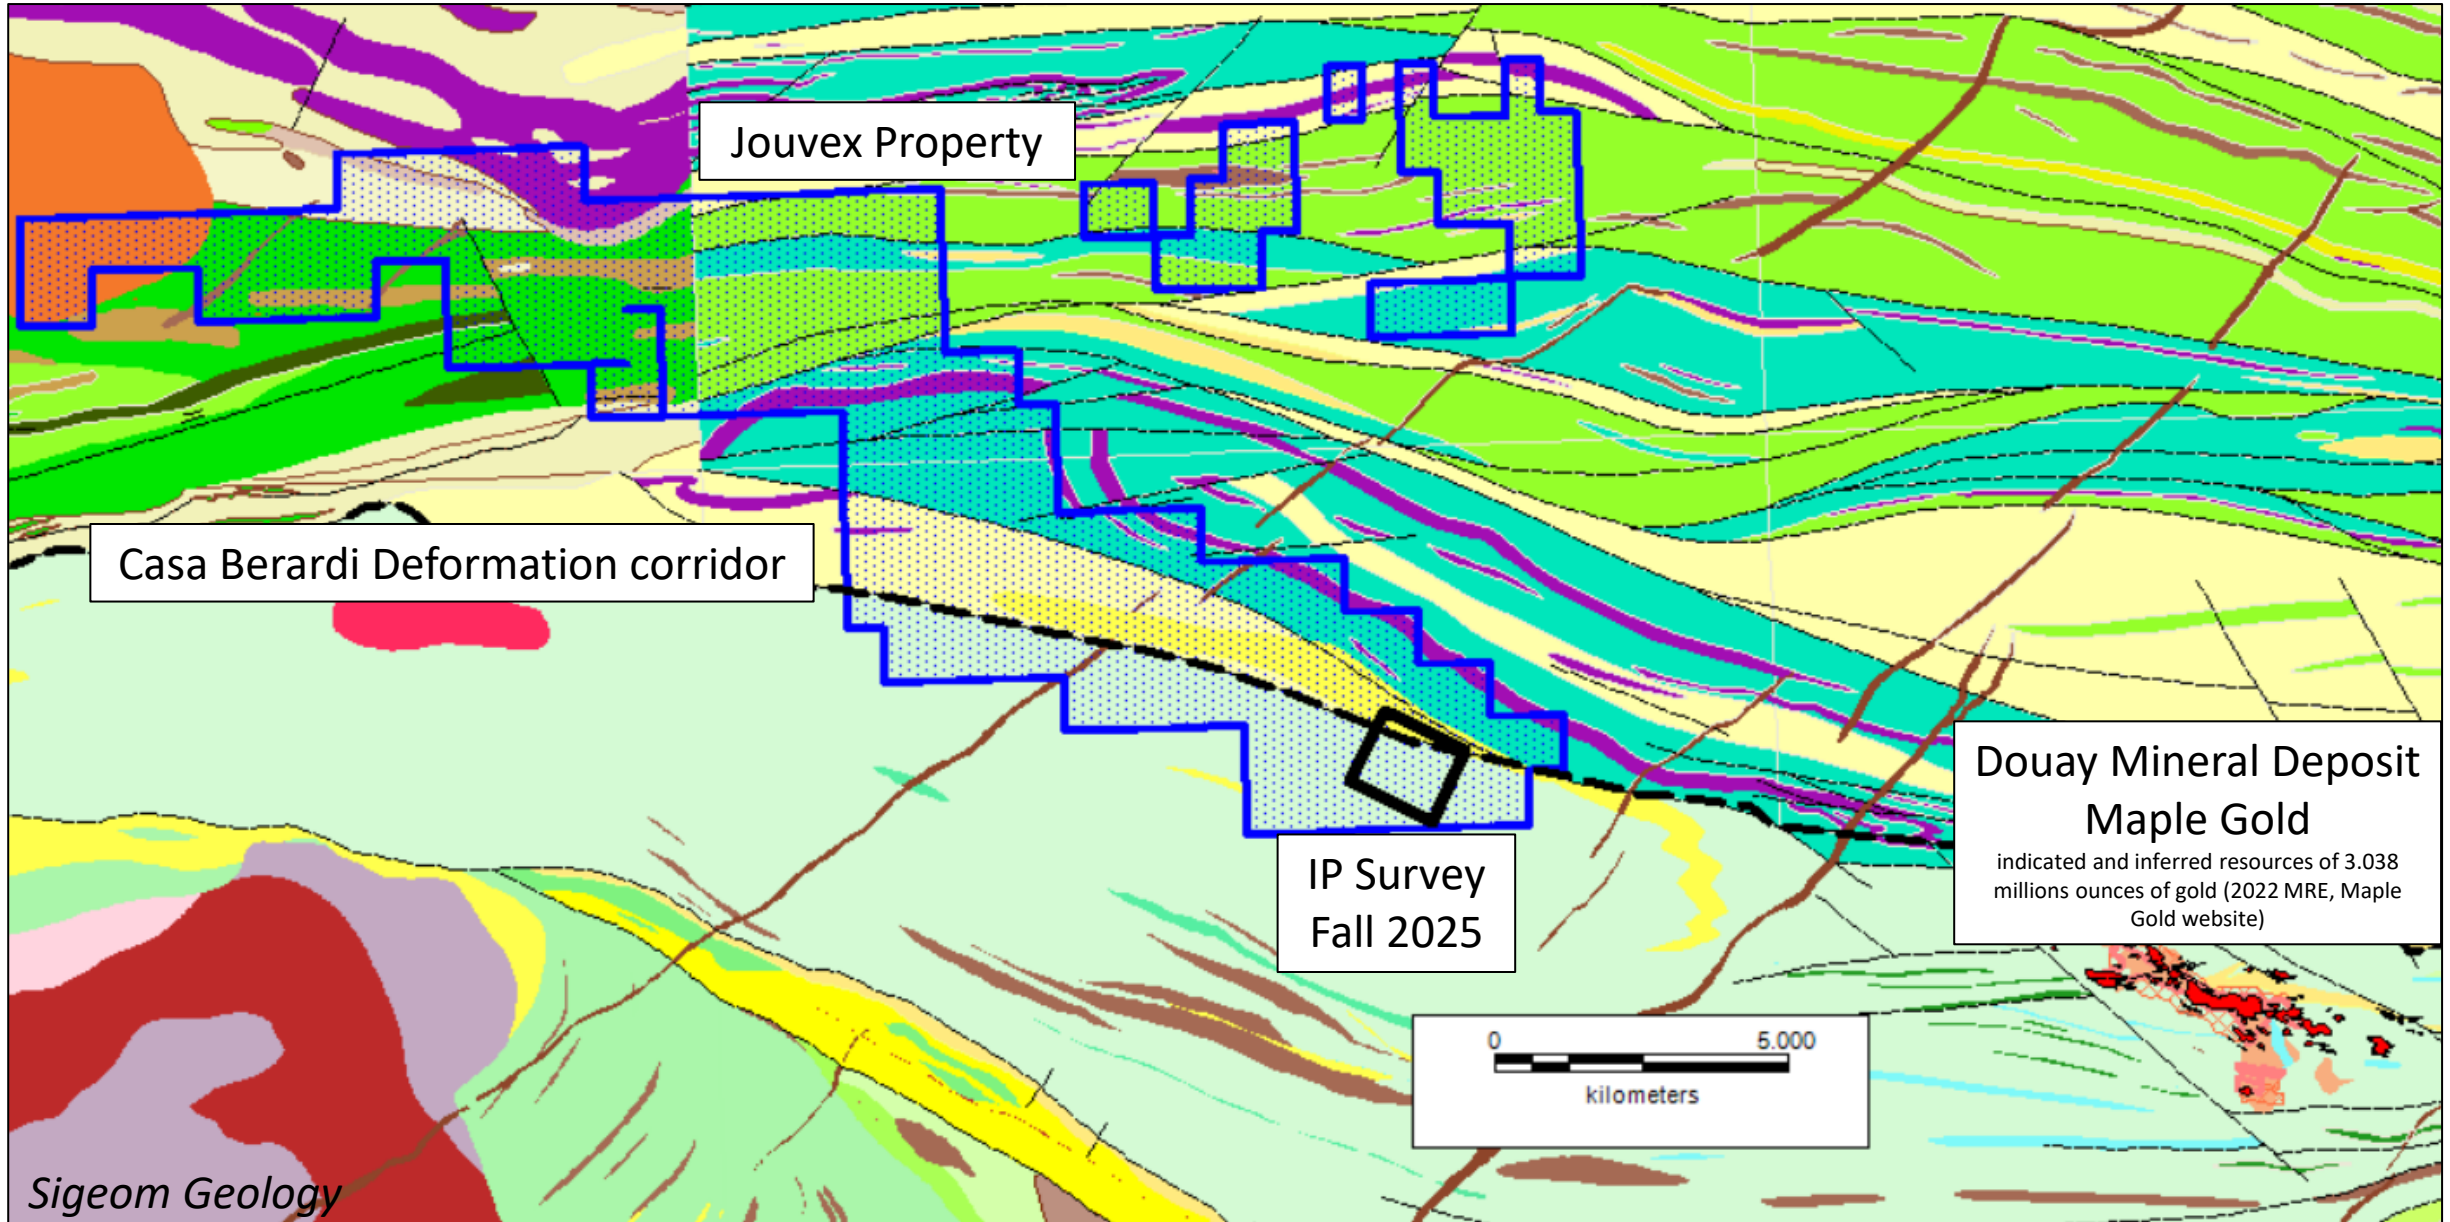 Jouvex Property
Casa Berardi Deformation corridor
Douay Mineral Deposit
Maple Gold
indicated and inferred resources of 3.038
millions ounces of gold (2022 MRE, Maple
Gold website)
IP Survey
Fall 2025
0 5.000
kilometers
Sigeom Geology